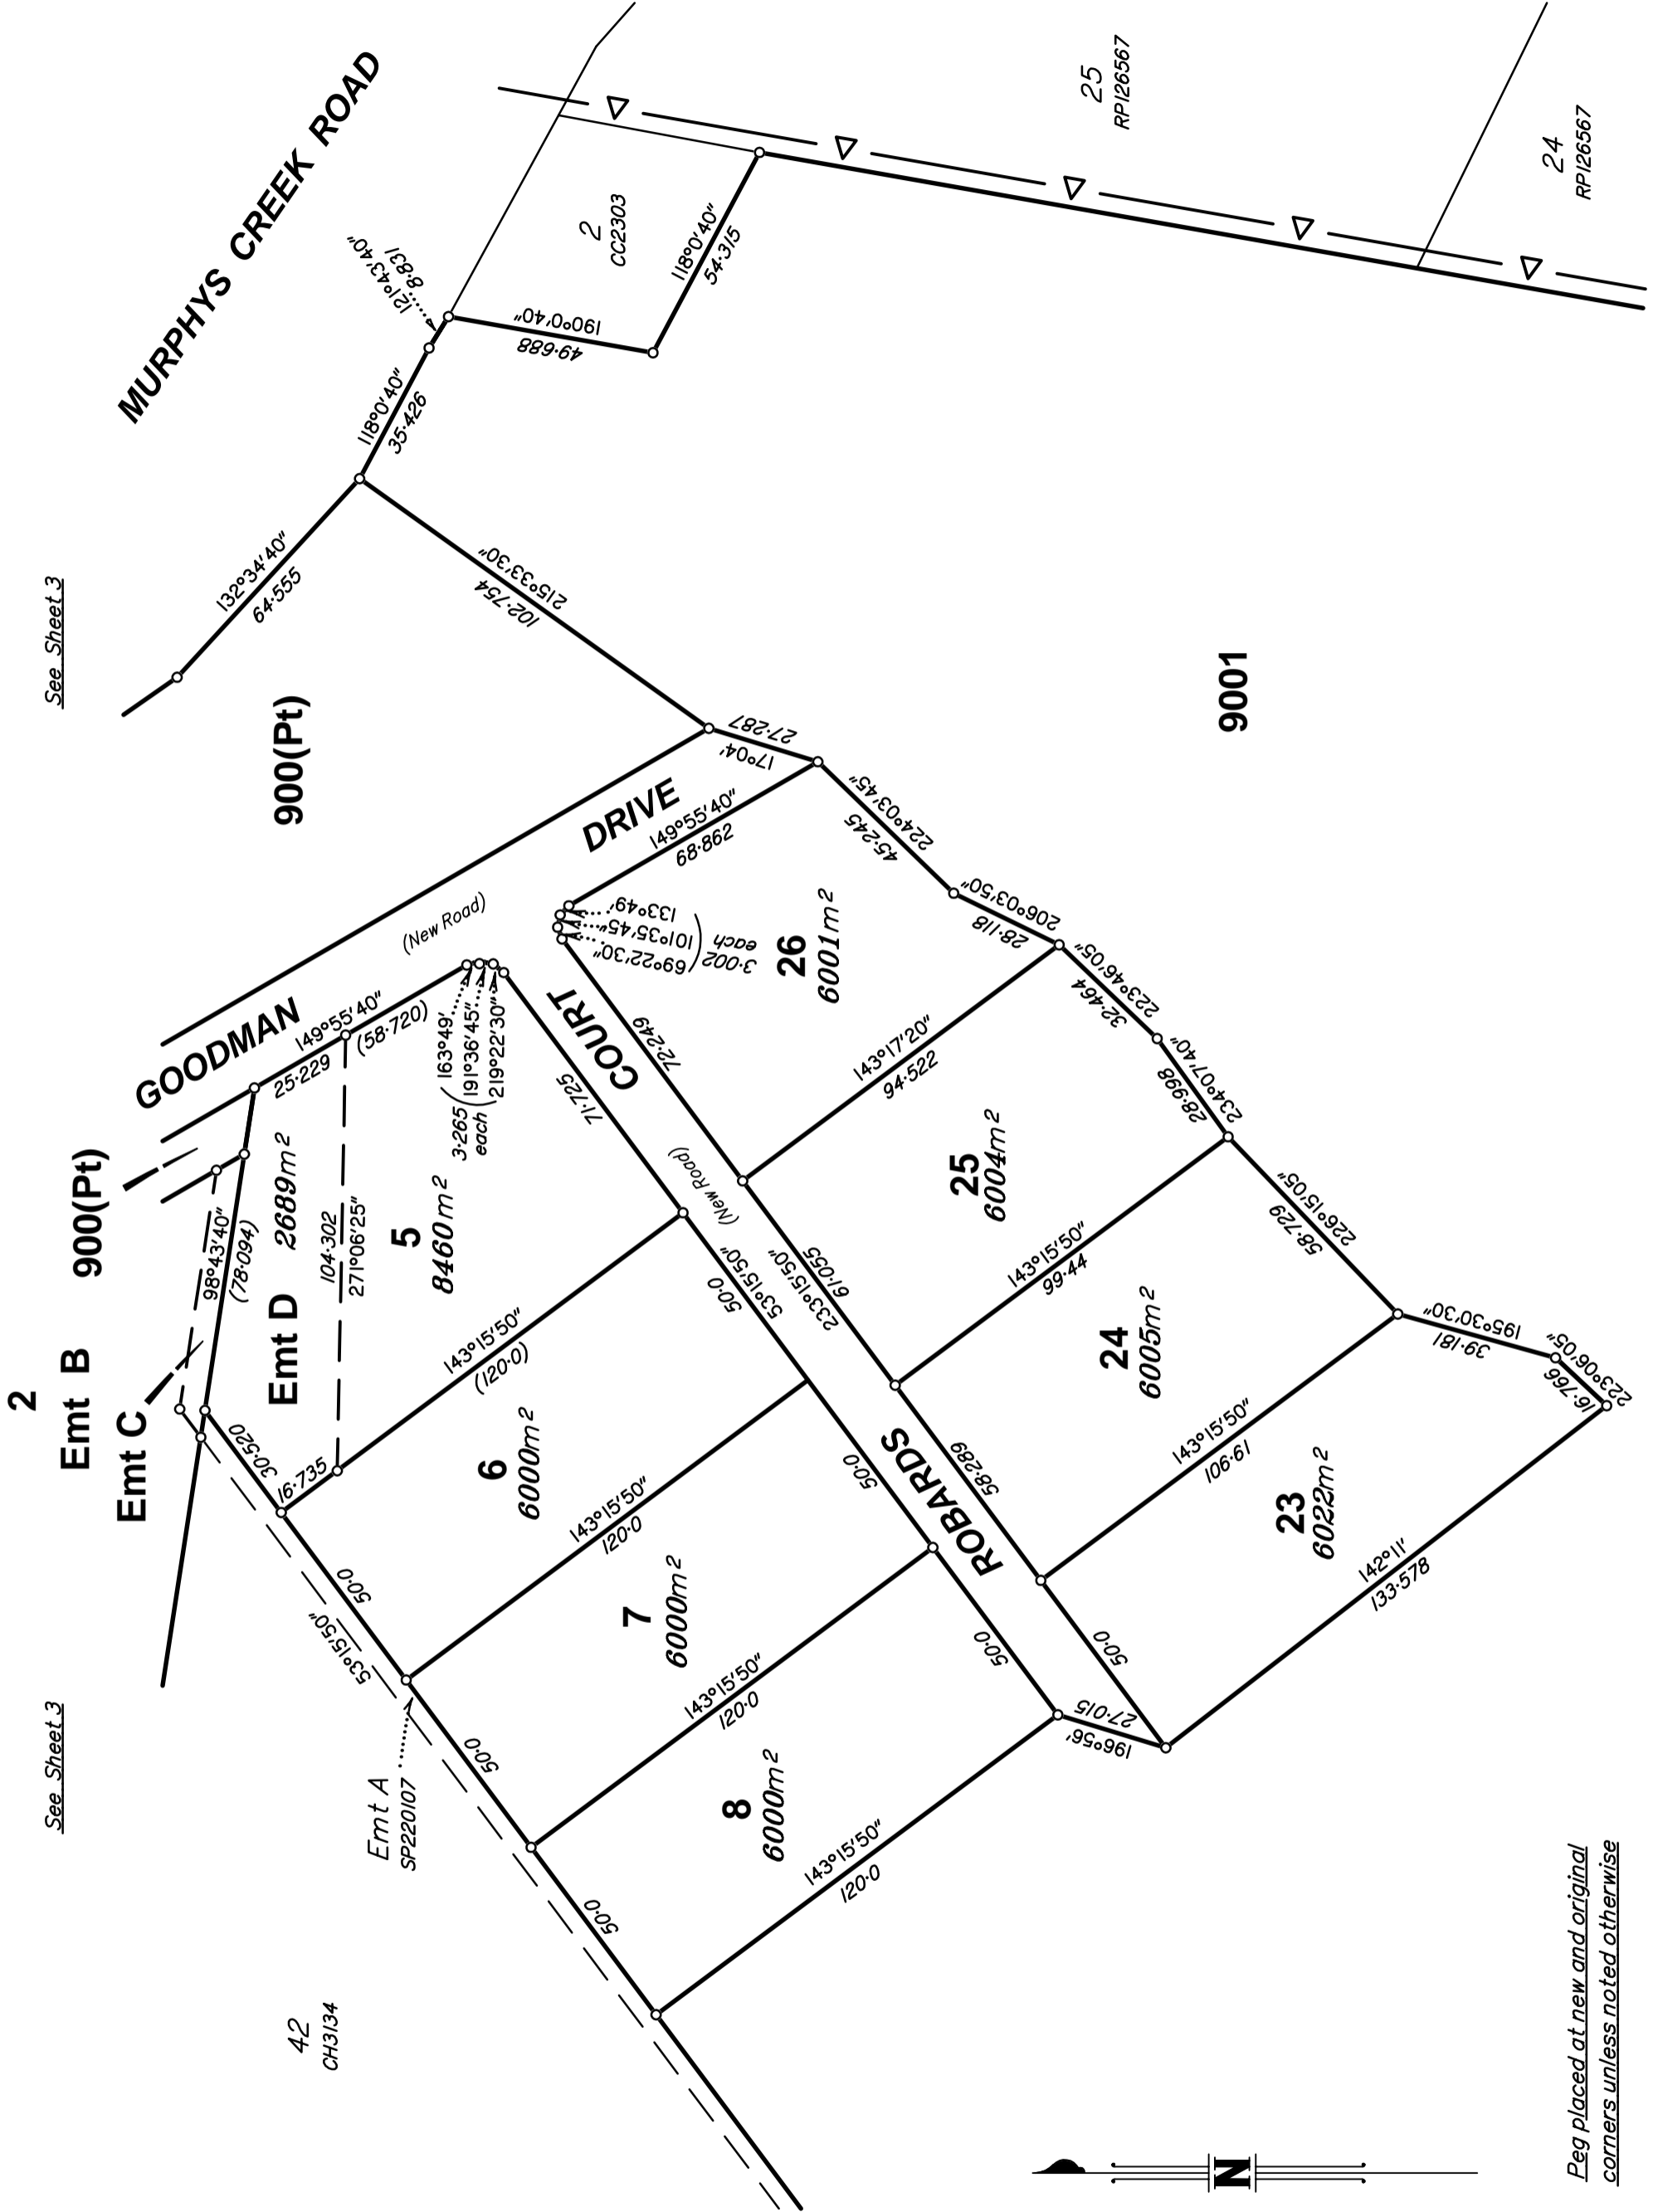 See Sheet 3
See Sheet 3
MURPHYS CREEK ROAD
2
Emt B
900(Pt)
Emt C
GOODMAN
DRIVE
(New Road)
900(Pt)
132°34'40"
64·555
118°0'40"
35·426
121°43'40"
8·831
190°0'40"
49·688
2
CC2303
118°0'40"
54·315
25
RP126567
24
RP126567
215°33'30"
102·754
17°04'
27·287
9001
98°43'40"
(78·094)
25·229
149°55'40"
(58·720)
2689m²
Emt D
104·302
271°06'25"
5
8460m²
3·265
each
163°49'
191°36'45"
219°22'30"
71·725
COURT
(New Road)
ROBARDS
30·520
16·735
143°15'50"
(120·0)
6
6000m²
50·0
53°15'50"
50·0
53°15'50"
143°15'50"
120·0
7
6000m²
50·0
50·0
143°15'50"
120·0
8
6000m²
50·0
50·0
143°15'50"
120·0
Emt A
SP220107
42
CH3134
196°56'
27·015
149°55'40"
68·862
133°49'
101°35'45"
69°22'30"
3·002
each
26
6001m²
72·249
224°03'45"
45·245
206°03'50"
28·118
143°17'20"
94·522
25
6004m²
233°15'50"
61·055
223°46'05"
32·464
234°07'40"
28·998
143°15'50"
99·44
24
6005m²
58·289
226°15'05"
58·729
143°15'50"
106·61
23
6022m²
50·0
195°30'30"
39·181
223°06'05"
16·766
142°11'
133·578
N
Peg placed at new and original
corners unless noted otherwise